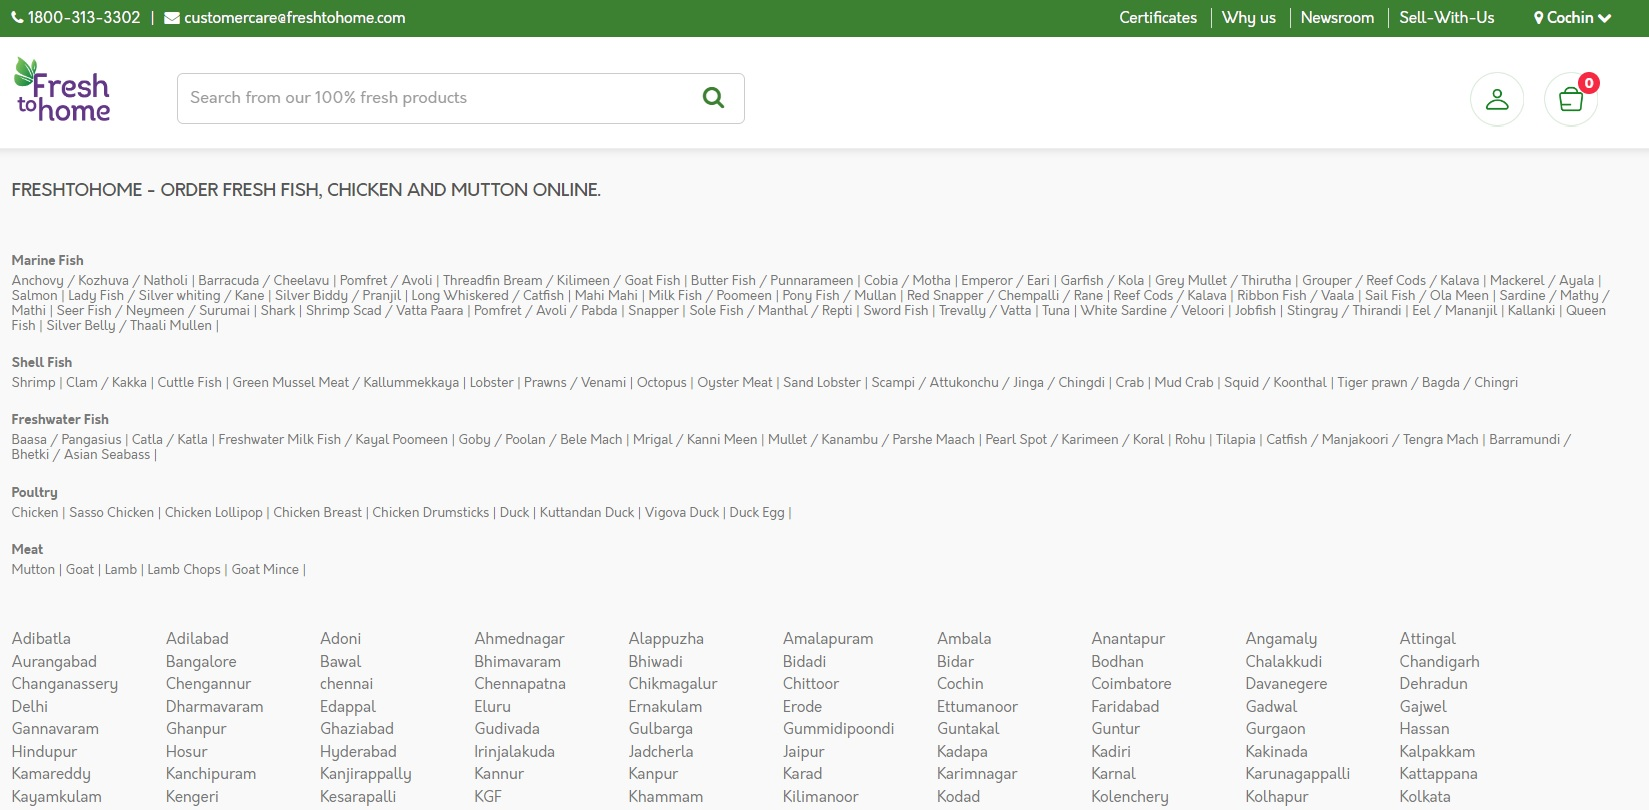 1800-313-3302 | customercare@freshtohome.com Certificates | Why us | Newsroom | Sell-With-Us Cochin
Fresh
to home
Search from our 100% fresh products
0
FRESHTOHOME - ORDER FRESH FISH, CHICKEN AND MUTTON ONLINE.
Marine Fish
Anchovy / Kozhuva / Natholi | Barracuda / Cheelavu | Pomfret / Avoli | Threadfin Bream / Kilimeen / Goat Fish | Butter Fish / Punnarameen | Cobia / Motha | Emperor / Eari | Garfish / Kola | Grey Mullet / Thirutha | Grouper / Reef Cods / Kalava | Mackerel / Ayala |
Salmon | Lady Fish / Silver whiting / Kane | Silver Biddy / Pranjil | Long Whiskered / Catfish | Mahi Mahi | Milk Fish / Poomeen | Pony Fish / Mullan | Red Snapper / Chempalli / Rane | Reef Cods / Kalava | Ribbon Fish / Vaala | Sail Fish / Ola Meen | Sardine / Mathy /
Mathi | Seer Fish / Neymeen / Surumai | Shark | Shrimp Scad / Vatta Paara | Pomfret / Avoli / Pabda | Snapper | Sole Fish / Manthal / Repti | Sword Fish | Trevally / Vatta | Tuna | White Sardine / Veloori | Jobfish | Stingray / Thirandi | Eel / Mananjil | Kallanki | Queen
Fish | Silver Belly / Thaali Mullen |
Shell Fish
Shrimp | Clam / Kakka | Cuttle Fish | Green Mussel Meat / Kallummekkaya | Lobster | Prawns / Venami | Octopus | Oyster Meat | Sand Lobster | Scampi / Attukonchu / Jinga / Chingdi | Crab | Mud Crab | Squid / Koonthal | Tiger prawn / Bagda / Chingri
Freshwater Fish
Baasa / Pangasius | Catla / Katla | Freshwater Milk Fish / Kayal Poomeen | Goby / Poolan / Bele Mach | Mrigal / Kanni Meen | Mullet / Kanambu / Parshe Maach | Pearl Spot / Karimeen / Koral | Rohu | Tilapia | Catfish / Manjakoori / Tengra Mach | Barramundi /
Bhetki / Asian Seabass |
Poultry
Chicken | Sasso Chicken | Chicken Lollipop | Chicken Breast | Chicken Drumsticks | Duck | Kuttandan Duck | Vigova Duck | Duck Egg |
Meat
Mutton | Goat | Lamb | Lamb Chops | Goat Mince |
Adibatla Adilabad Adoni Ahmednagar Alappuzha Amalapuram Ambala Anantapur Angamaly Attingal
Aurangabad Bangalore Bawal Bhimavaram Bhiwadi Bidadi Bidar Bodhan Chalakkudi Chandigarh
Changanassery Chengannur chennai Chennapatna Chikmagalur Chittoor Cochin Coimbatore Davanegere Dehradun
Delhi Dharmavaram Edappal Eluru Ernakulam Erode Ettumanoor Faridabad Gadwal Gajwel
Gannavaram Ghanpur Ghaziabad Gudivada Gulbarga Gummidipoondi Guntakal Guntur Gurgaon Hassan
Hindupur Hosur Hyderabad Irinjalakuda Jadcherla Jaipur Kadapa Kadiri Kakinada Kalpakkam
Kamareddy Kanchipuram Kanjirappally Kannur Kanpur Karad Karimnagar Karnal Karunagappalli Kattappana
Kayamkulam Kengeri Kesarapalli KGF Khammam Kilimanoor Kodad Kolenchery Kolhapur Kolkata